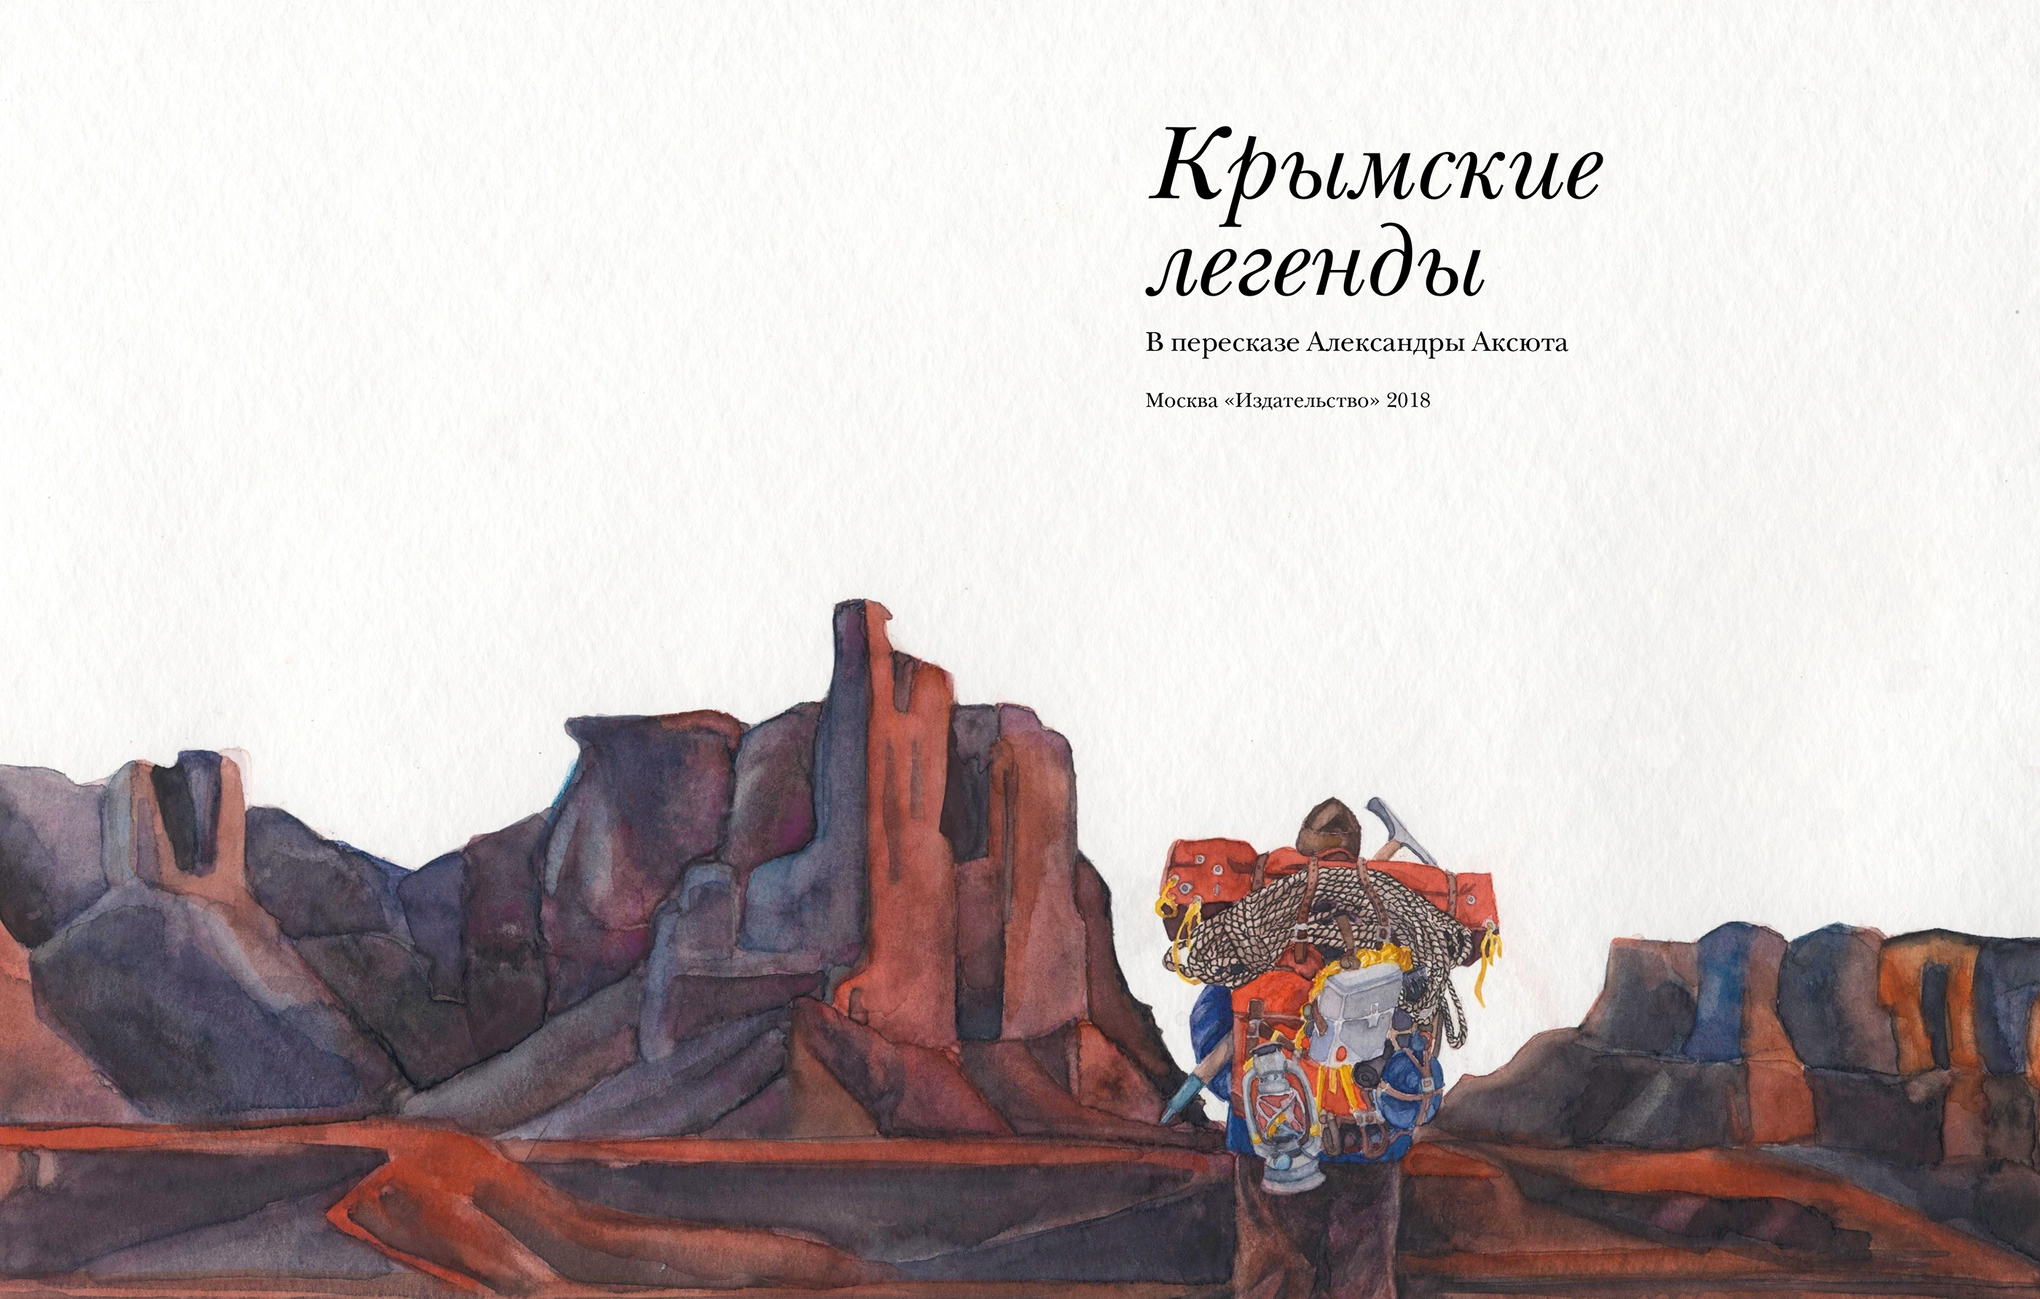 Крымские
легенды
В пересказе Александры Аксюта
Москва «Издательство» 2018